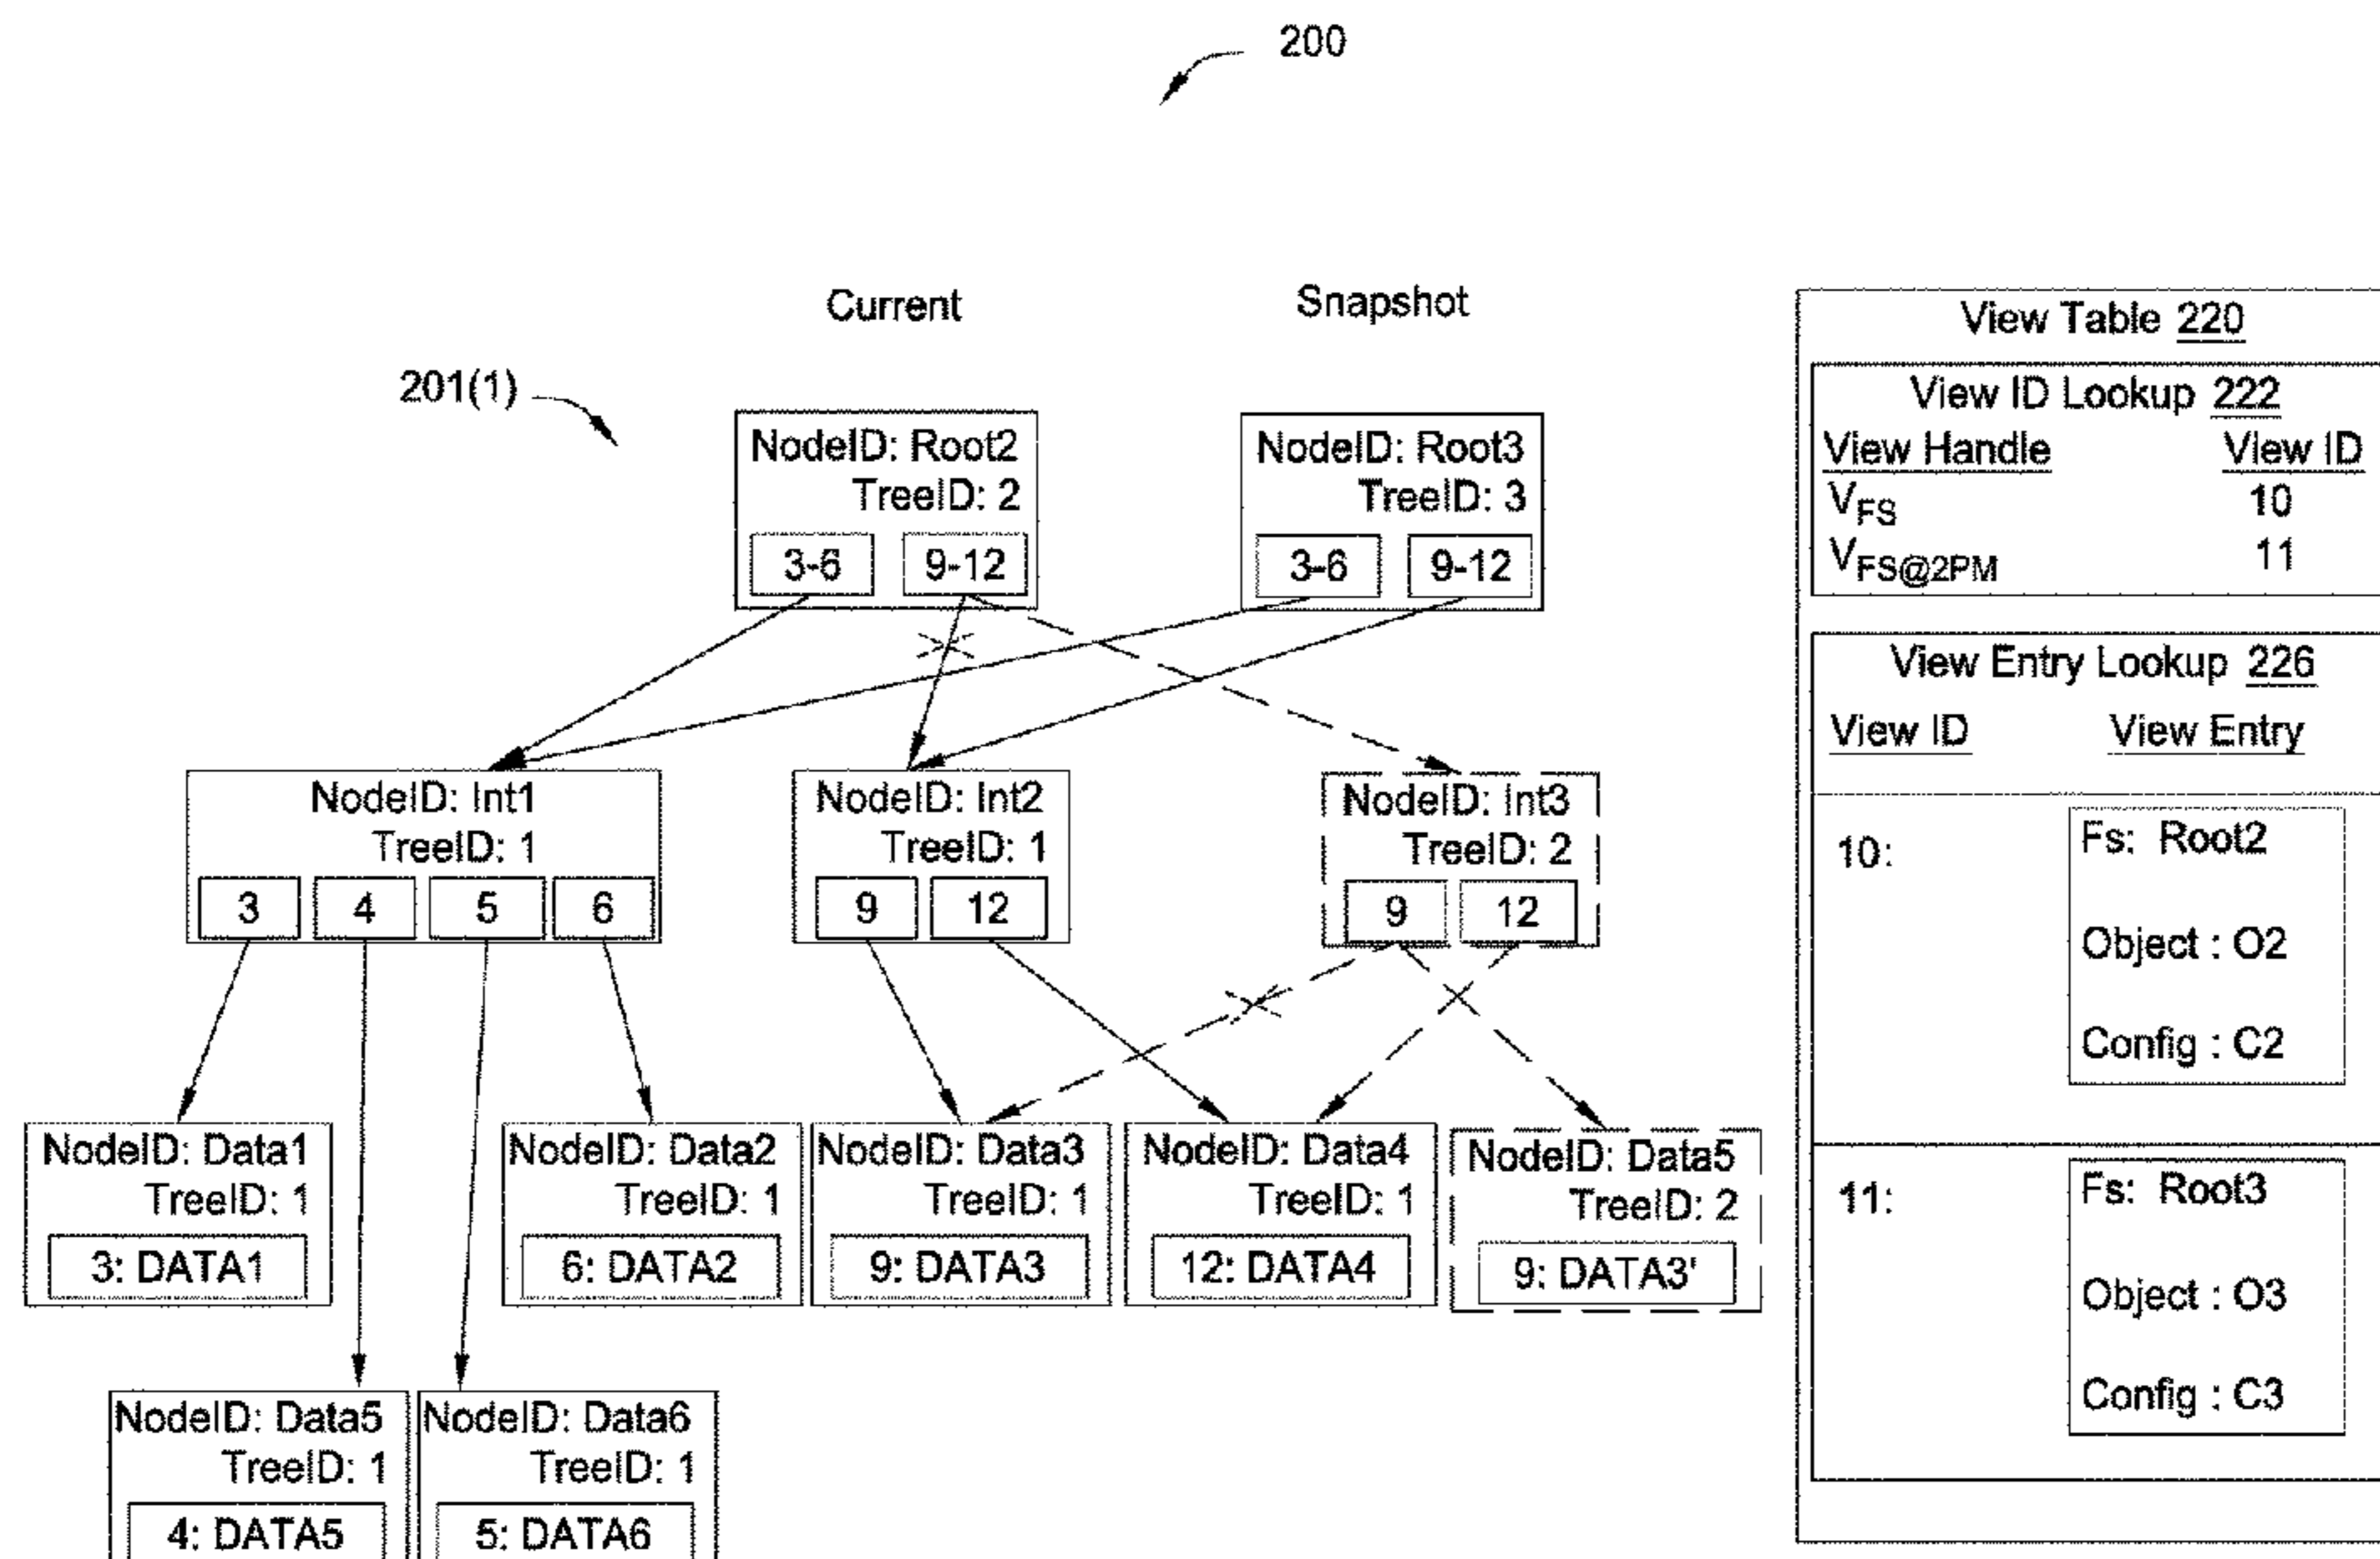 200
Current
Snapshot
201(1)
NodeID: Root2
TreeID: 2
3-6
9-12
NodeID: Root3
TreeID: 3
3-6
9-12
NodeID: Int1
TreeID: 1
3
4
5
6
NodeID: Int2
TreeID: 1
9
12
NodeID: Int3
TreeID: 2
9
12
NodeID: Data1
TreeID: 1
3: DATA1
NodeID: Data2
TreeID: 1
6: DATA2
NodeID: Data3
TreeID: 1
9: DATA3
NodeID: Data4
TreeID: 1
12: DATA4
NodeID: Data5
TreeID: 2
9: DATA3'
NodeID: Data5
TreeID: 1
4: DATA5
NodeID: Data6
TreeID: 1
5: DATA6
View Table 220
View ID Lookup 222
View Handle View ID
VFS 10
VFS@2PM 11
View Entry Lookup 226
View ID View Entry
10:
Fs: Root2
Object : O2
Config : C2
11:
Fs: Root3
Object : O3
Config : C3